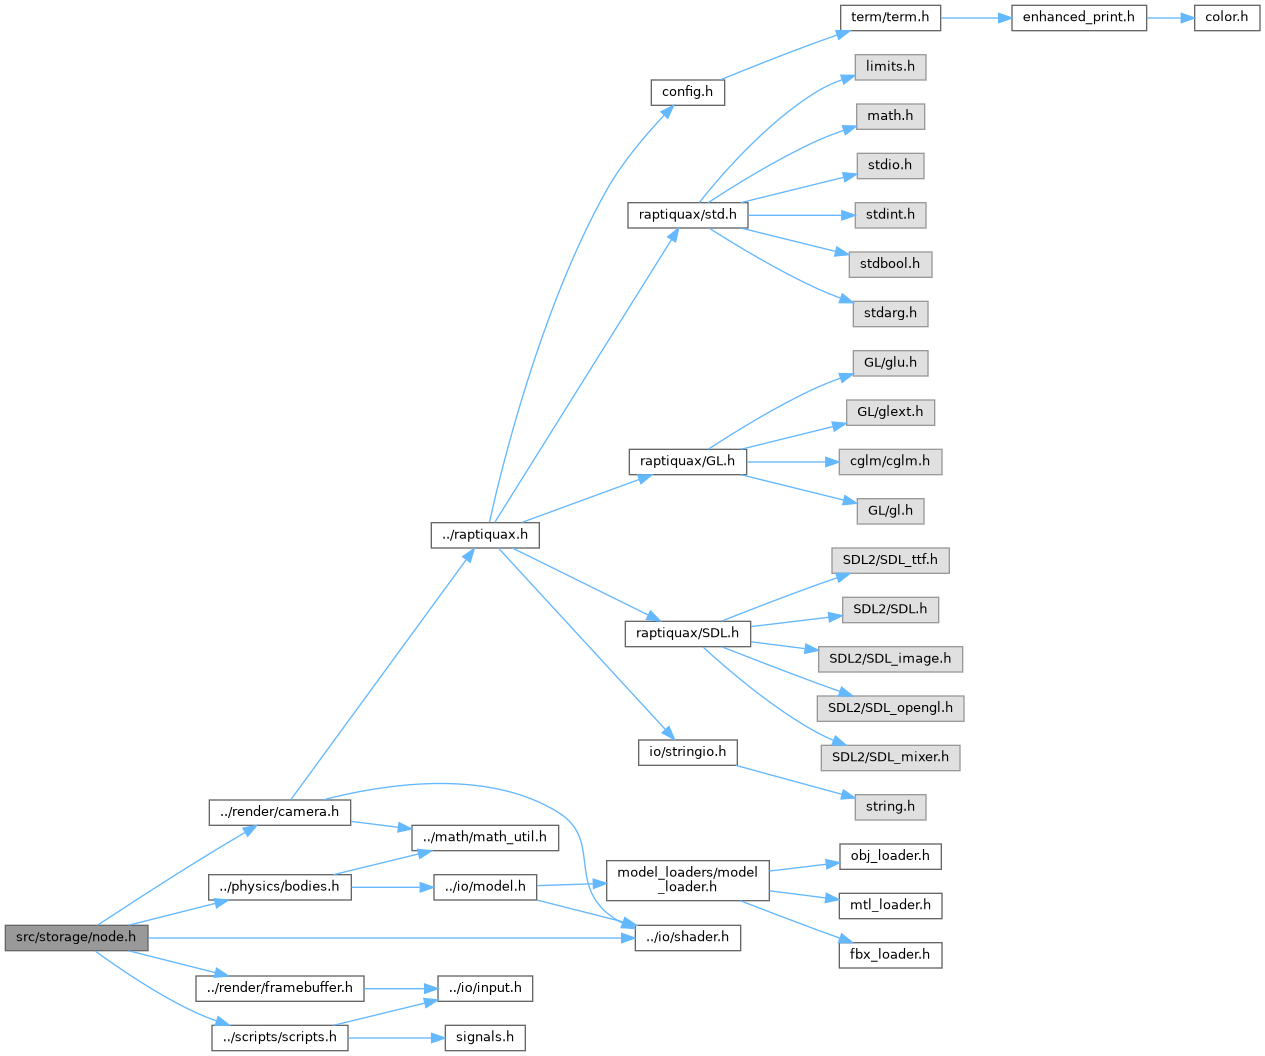 term/term.h
enhanced_print.h
color.h
limits.h
config.h
math.h
stdio.h
raptiquax/std.h
stdint.h
stdbool.h
stdarg.h
GL/glu.h
GL/glext.h
raptiquax/GL.h
cglm/cglm.h
GL/gl.h
../raptiquax.h
SDL2/SDL_ttf.h
SDL2/SDL.h
raptiquax/SDL.h
SDL2/SDL_image.h
SDL2/SDL_opengl.h
io/stringio.h
SDL2/SDL_mixer.h
string.h
../render/camera.h
../math/math_util.h
obj_loader.h
model_loaders/model
_loader.h
../physics/bodies.h
../io/model.h
mtl_loader.h
src/storage/node.h
../io/shader.h
fbx_loader.h
../render/framebuffer.h
../io/input.h
../scripts/scripts.h
signals.h